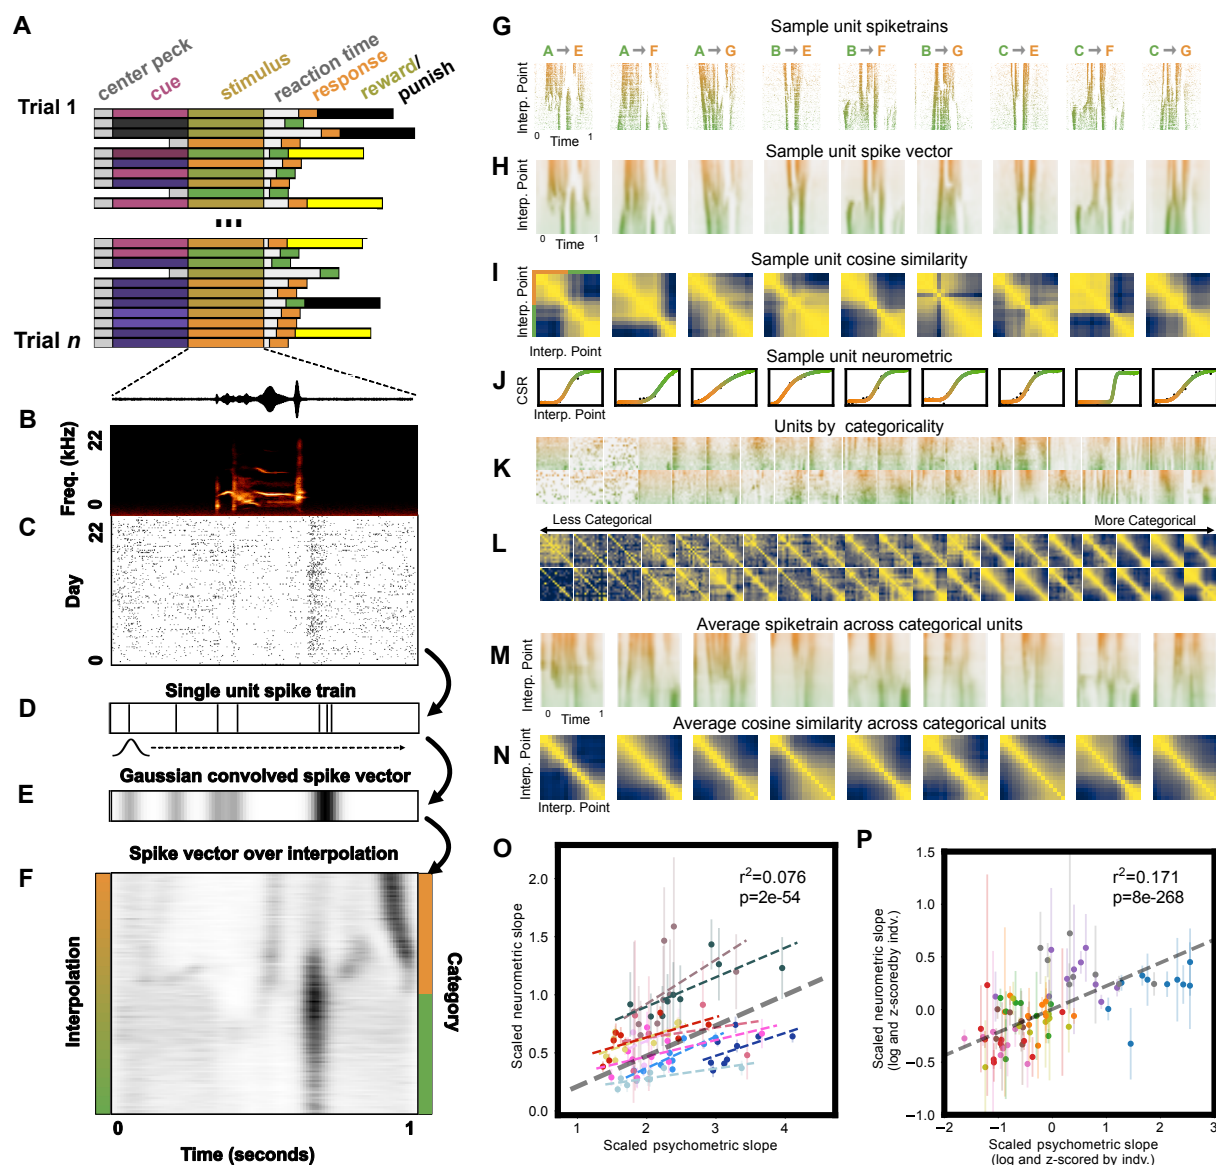 A
center peck
cue
stimulus
reaction time
response
reward/
punish
Trial 1
...
Trial n
B
Freq. (kHz)
22
0
C
Day
22
0
Single unit spike train
D
Gaussian convolved spike vector
E
Spike vector over interpolation
F
Interpolation
Category
0
1
Time (seconds)
G
Sample unit spiketrains
A → E
A → F
A → G
B → E
B → F
B → G
C → E
C → F
C → G
Interp. Point
0 Time 1
Sample unit spike vector
H
Interp. Point
0 Time 1
Sample unit cosine similarity
I
Interp. Point
Interp. Point
Sample unit neurometric
J
CSR
Interp. Point
Units by categoricality
K
Less Categorical
More Categorical
L
Average spiketrain across categorical units
M
Interp. Point
0 Time 1
Average cosine similarity across categorical units
N
Interp. Point
Interp. Point
O
r²=0.076
p=2e-54
Scaled neurometric slope
2.0
1.5
1.0
0.5
0.0
1 2 3 4
Scaled psychometric slope
P
r²=0.171
p=8e-268
Scaled neurometric slope
(log and z-scoredby indv.)
1.5
1.0
0.5
0.0
−0.5
−1.0
−2 −1 0 1 2 3
Scaled psychometric slope
(log and z-scored by indv.)